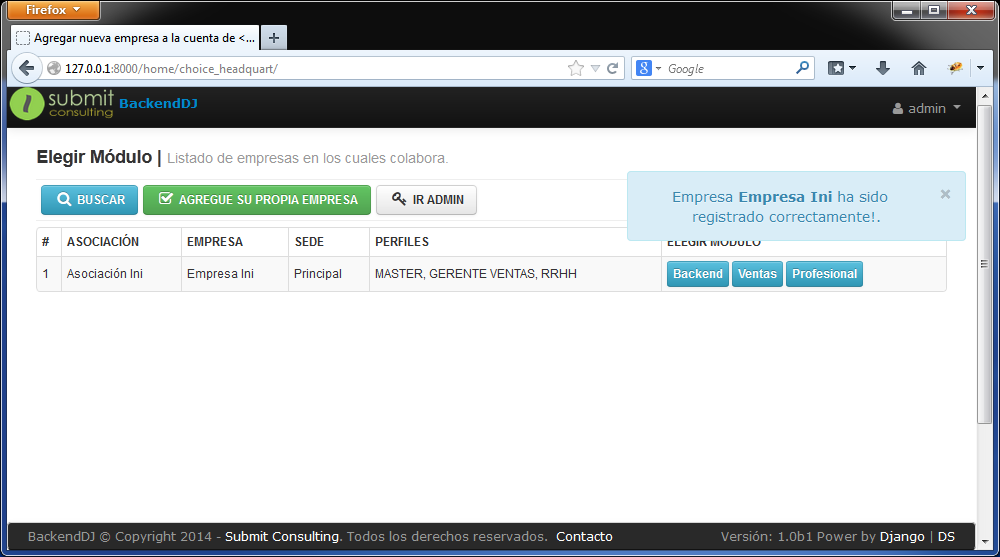 Firefox
Agregar nueva empresa a la cuenta de <...
127.0.0.1:8000/home/choice_headquart/
Google
submit consulting BackendDJ
admin
Elegir Módulo | Listado de empresas en los cuales colabora.
Empresa Empresa Ini ha sido
registrado correctamente!.
BUSCAR AGREGUE SU PROPIA EMPRESA IR ADMIN
# ASOCIACIÓN EMPRESA SEDE PERFILES ELEGIR MÓDULO
1 Asociación Ini Empresa Ini Principal MASTER, GERENTE VENTAS, RRHH Backend Ventas Profesional
BackendDJ © Copyright 2014 - Submit Consulting. Todos los derechos reservados. Contacto Versión: 1.0b1 Power by Django | DS